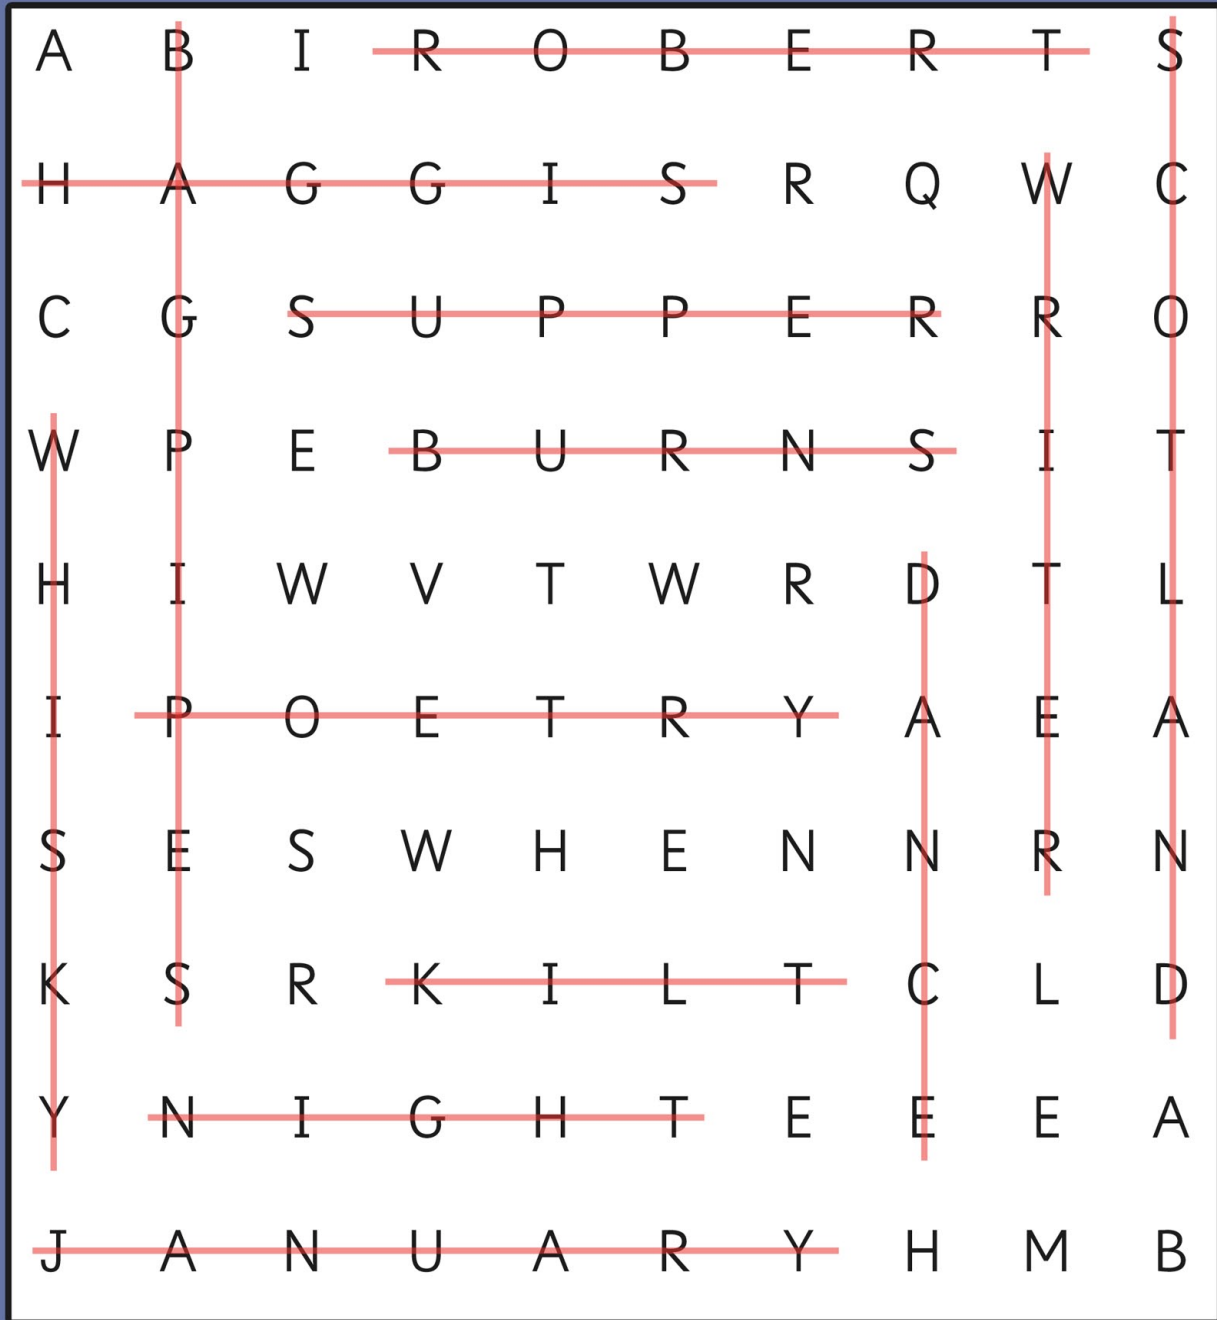 A B I R O B E R T S
H A G G I S R Q W C
C G S U P P E R R O
W P E B U R N S I T
H I W V T W R D T L
I P O E T R Y A E A
S E S W H E N N R N
K S R K I L T C L D
Y N I G H T E E E A
J A N U A R Y H M B